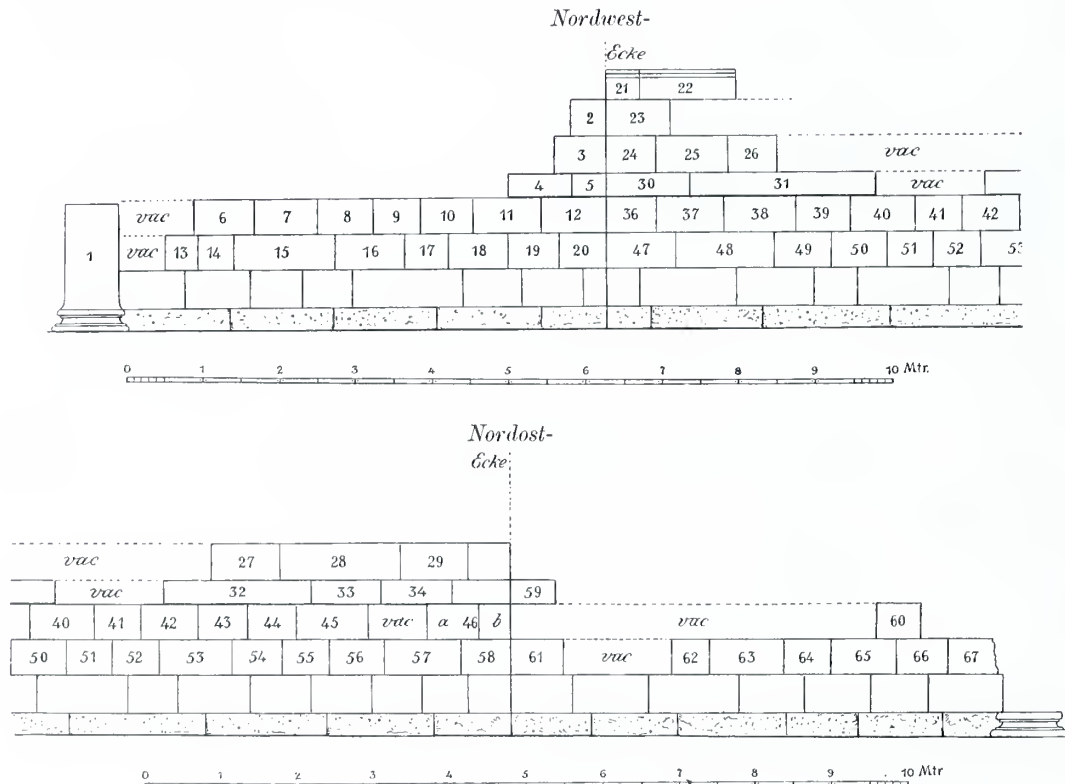 Nordwest-
Ecke
21 22
2 23
3 24 25 26 vac
4 5 30 31 vac
vac 6 7 8 9 10 11 12 36 37 38 39 40 41 42
1 vac 13 14 15 16 17 18 19 20 47 48 49 50 51 52 53
0 1 2 3 4 5 6 7 8 9 10 Mtr.
Nordost-
Ecke
vac 27 28 29
vac 32 33 34 59
40 41 42 43 44 45 vac a 46 b vac 60
50 51 52 53 54 55 56 57 58 61 vac 62 63 64 65 66 67
0 1 2 3 4 5 6 7 8 9 10 Mtr